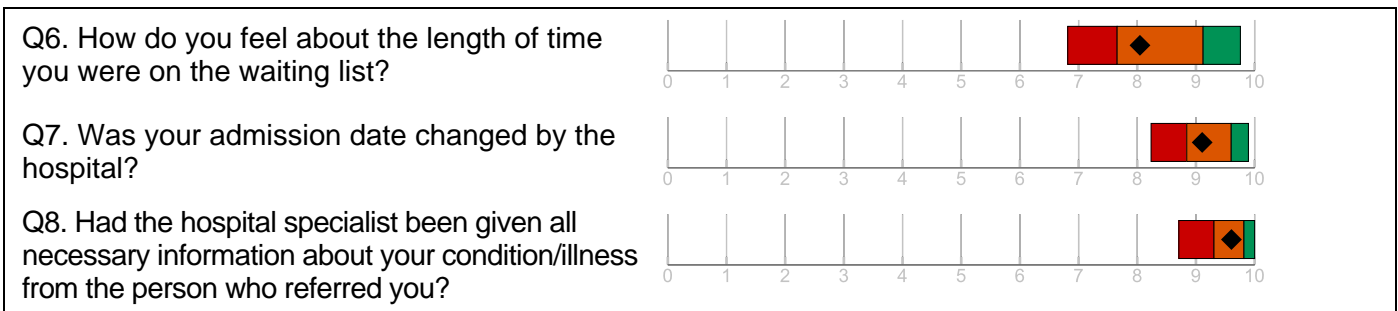 Q6. How do you feel about the length of time
you were on the waiting list?
0 1 2 3 4 5 6 7 8 9 10
Q7. Was your admission date changed by the
hospital?
0 1 2 3 4 5 6 7 8 9 10
Q8. Had the hospital specialist been given all
necessary information about your condition/illness
from the person who referred you?
0 1 2 3 4 5 6 7 8 9 10